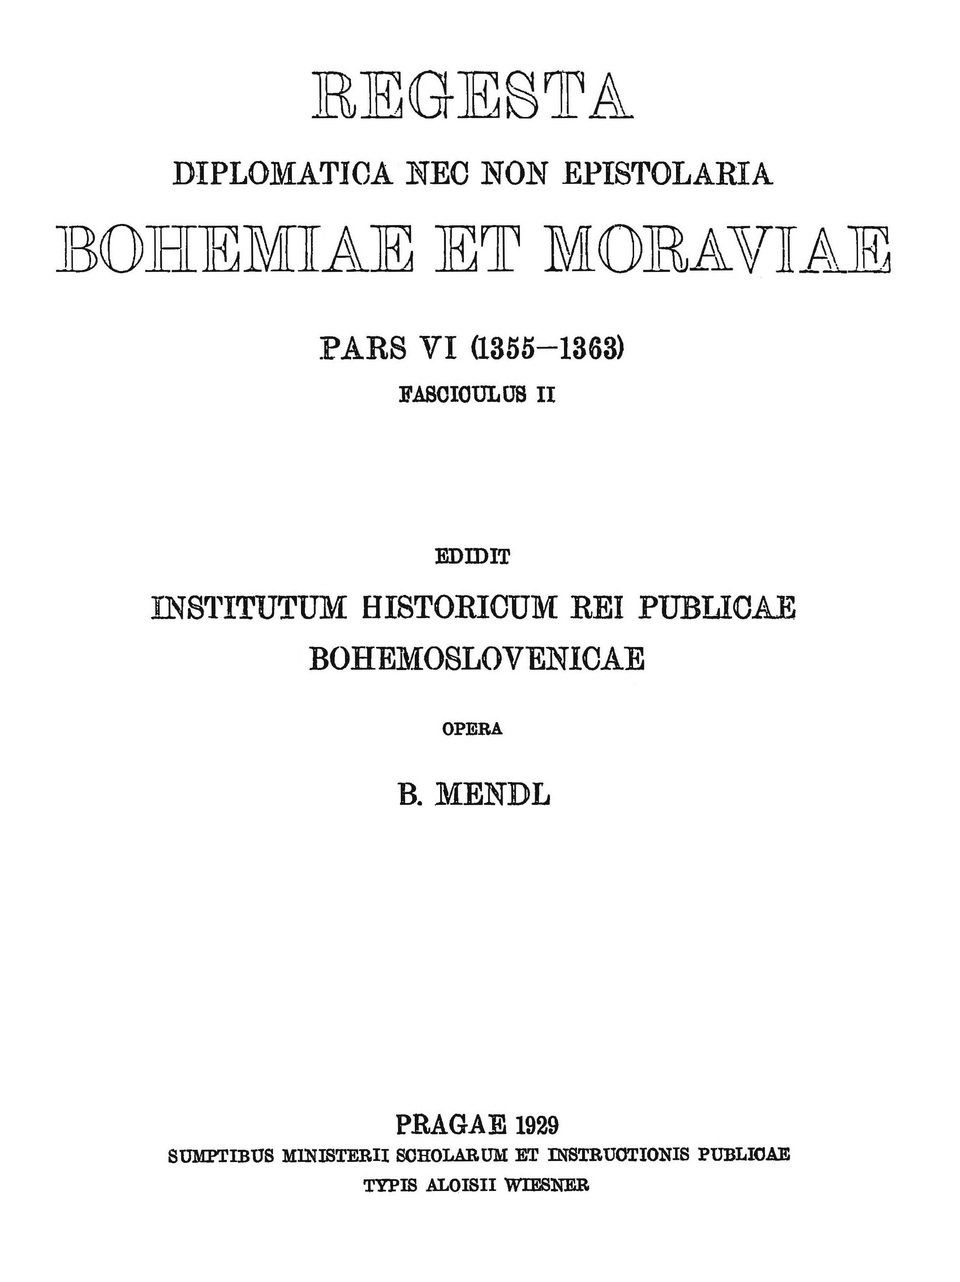 REGESTA
DIPLOMATICA NEC NON EPISTOLARIA
BOHEMIAE ET MORAVIAE
PARS VI (1355—1363)
FASCICULUS II
EDIDIT
INSTITUTUM HISTORICUM REI PUBLICAE
BOHEMOSLOVENICAE
OPERA
B. MENDL
PRAGAE 1929
SUMPTIBUS MINISTERII SCHOLARUM ET INSTRUCTIONIS PUBLICAE
TYPIS ALOISII WIESNER